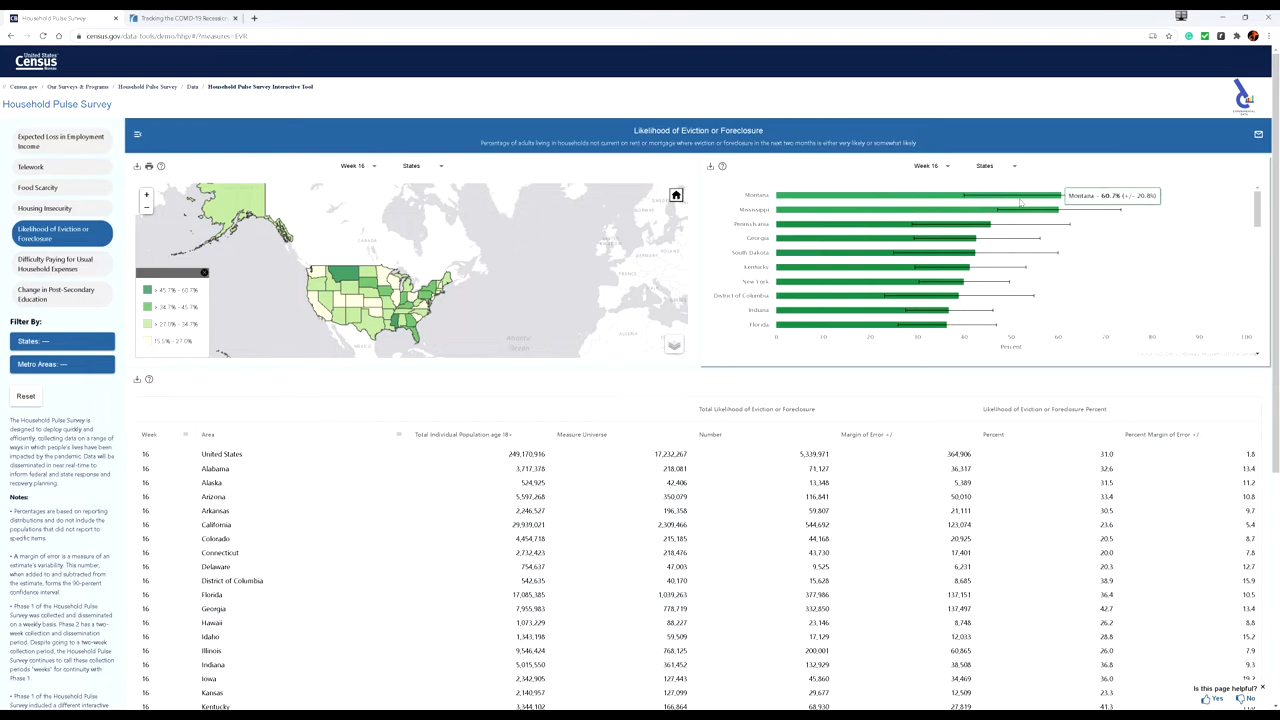 Household Pulse Survey
Tracking the COVID-19 Recession
census.gov/data-tools/demo/hhp/#/?measures=EVR
United States
Census
Bureau
// Census.gov / Our Surveys & Programs / Household Pulse Survey / Data / Household Pulse Survey Interactive Tool
Household Pulse Survey
Expected Loss in Employment
Income
Telework
Food Scarcity
Housing Insecurity
Likelihood of Eviction or
Foreclosure
Difficulty Paying for Usual
Household Expenses
Change in Post-Secondary
Education
Filter By:
States: —
Metro Areas: —
Reset
The Household Pulse Survey is
designed to deploy quickly and
efficiently, collecting data on a range of
ways in which people's lives have been
impacted by the pandemic. Data will be
disseminated in near real-time to
inform federal and state response and
recovery planning.
Notes:
• Percentages are based on reporting
distributions and do not include the
populations that did not report to
specific items.
• A margin of error is a measure of an
estimate's variability. This number,
when added to and subtracted from
the estimate, forms the 90-percent
confidence interval.
• Phase 1 of the Household Pulse
Survey was collected and disseminated
on a weekly basis. Phase 2 has a two-
week collection and dissemination
period. Despite going to a two-week
collection period, the Household
Pulse Survey continues to call these collection
periods "weeks" for continuity with
Phase 1.
• Phase 1 of the Household Pulse
Survey included a different interactive
Likelihood of Eviction or Foreclosure
Percentage of adults living in households not current on rent or mortgage where eviction or foreclosure in the next two months is either very likely or somewhat likely
Week 16 States
+
−
CANADA
MEXICO
NORWAY
FRANCE
ALGERIA
Atlantic
Ocean
> 45.7% - 60.7%
> 34.7% - 45.7%
> 27.0% - 34.7%
15.5% - 27.0%
Week 16 States
Montana
Montana - 60.7% (+/- 20.8%)
Mississippi
Pennsylvania
Georgia
South Dakota
Kentucky
New York
District of Columbia
Indiana
Florida
0 10 20 30 40 50 60 70 80 90 100
Percent
Total Likelihood of Eviction or Foreclosure Likelihood of Eviction or Foreclosure Percent
Week Area Total Individual Population age 18+ Measure Universe Number Margin of Error +/- Percent Percent Margin of Error +/-
16 United States 249,170,916 17,232,267 5,339,971 364,906 31.0 1.8
16 Alabama 3,717,378 218,081 71,127 36,317 32.6 13.4
16 Alaska 524,925 42,406 13,348 5,389 31.5 11.2
16 Arizona 5,597,268 350,079 116,841 50,010 33.4 10.8
16 Arkansas 2,246,527 196,358 59,807 21,111 30.5 9.7
16 California 29,939,021 2,309,466 544,692 123,074 23.6 5.4
16 Colorado 4,454,718 215,185 44,168 20,925 20.5 8.7
16 Connecticut 2,732,423 218,476 43,730 17,401 20.0 7.8
16 Delaware 754,637 47,003 9,525 6,231 20.3 12.7
16 District of Columbia 542,635 40,170 15,628 8,685 38.9 15.9
16 Florida 17,085,385 1,039,263 377,986 137,151 36.4 10.5
16 Georgia 7,955,983 778,719 332,850 137,497 42.7 13.4
16 Hawaii 1,073,229 88,227 23,146 8,748 26.2 8.8
16 Idaho 1,343,198 59,509 17,129 12,033 28.8 15.2
16 Illinois 9,546,424 768,125 200,001 60,865 26.0 7.9
16 Indiana 5,015,550 361,452 132,929 38,508 36.8 9.3
16 Iowa 2,342,905 127,443 45,860 34,469 36.0 19.2
16 Kansas 2,140,957 127,099 29,677 12,509 23.3
16 Kentucky 3,344,102 166,864 68,930 27,819 41.3
Is this page helpful?
Yes No